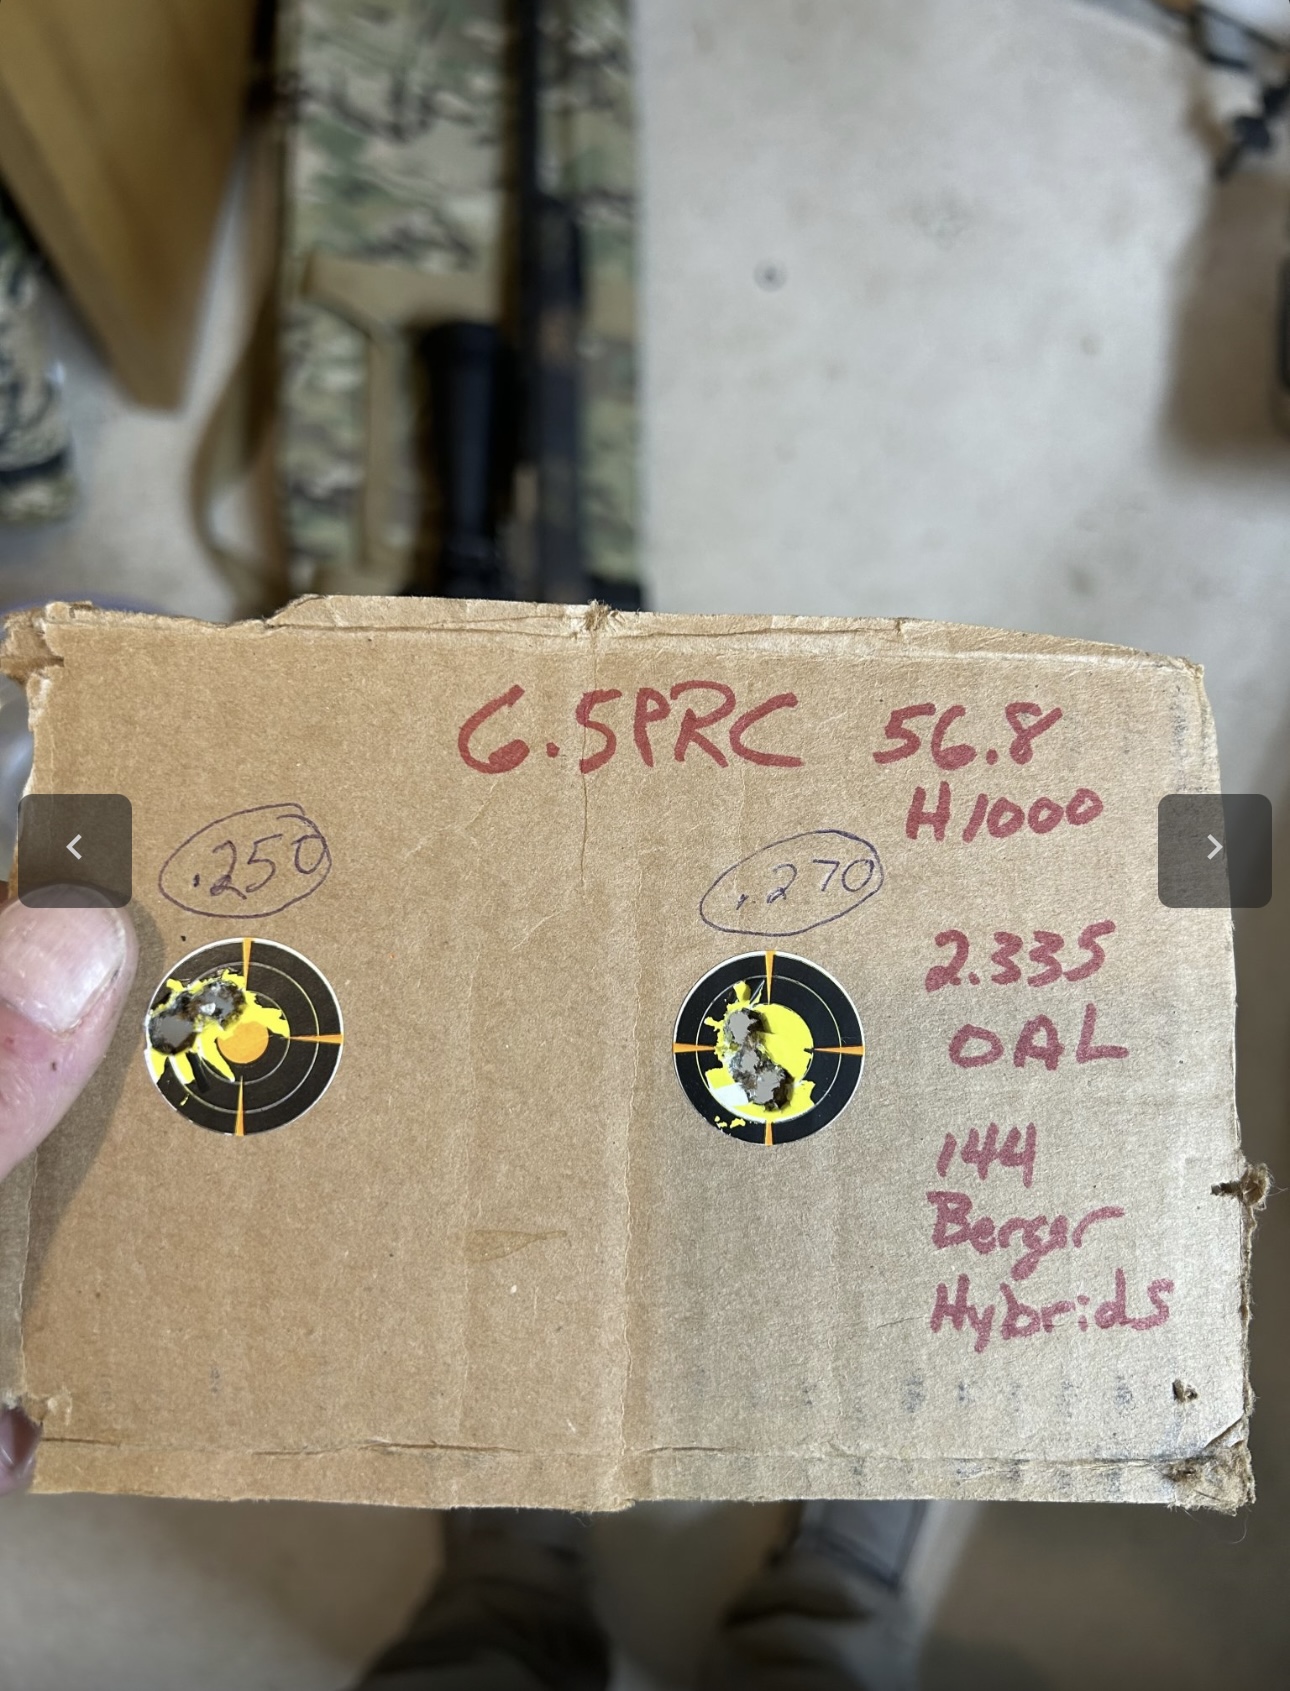 6.5PRC 56.8
H1000
.250
.270
2.335
OAL
144
Berger
Hybrids